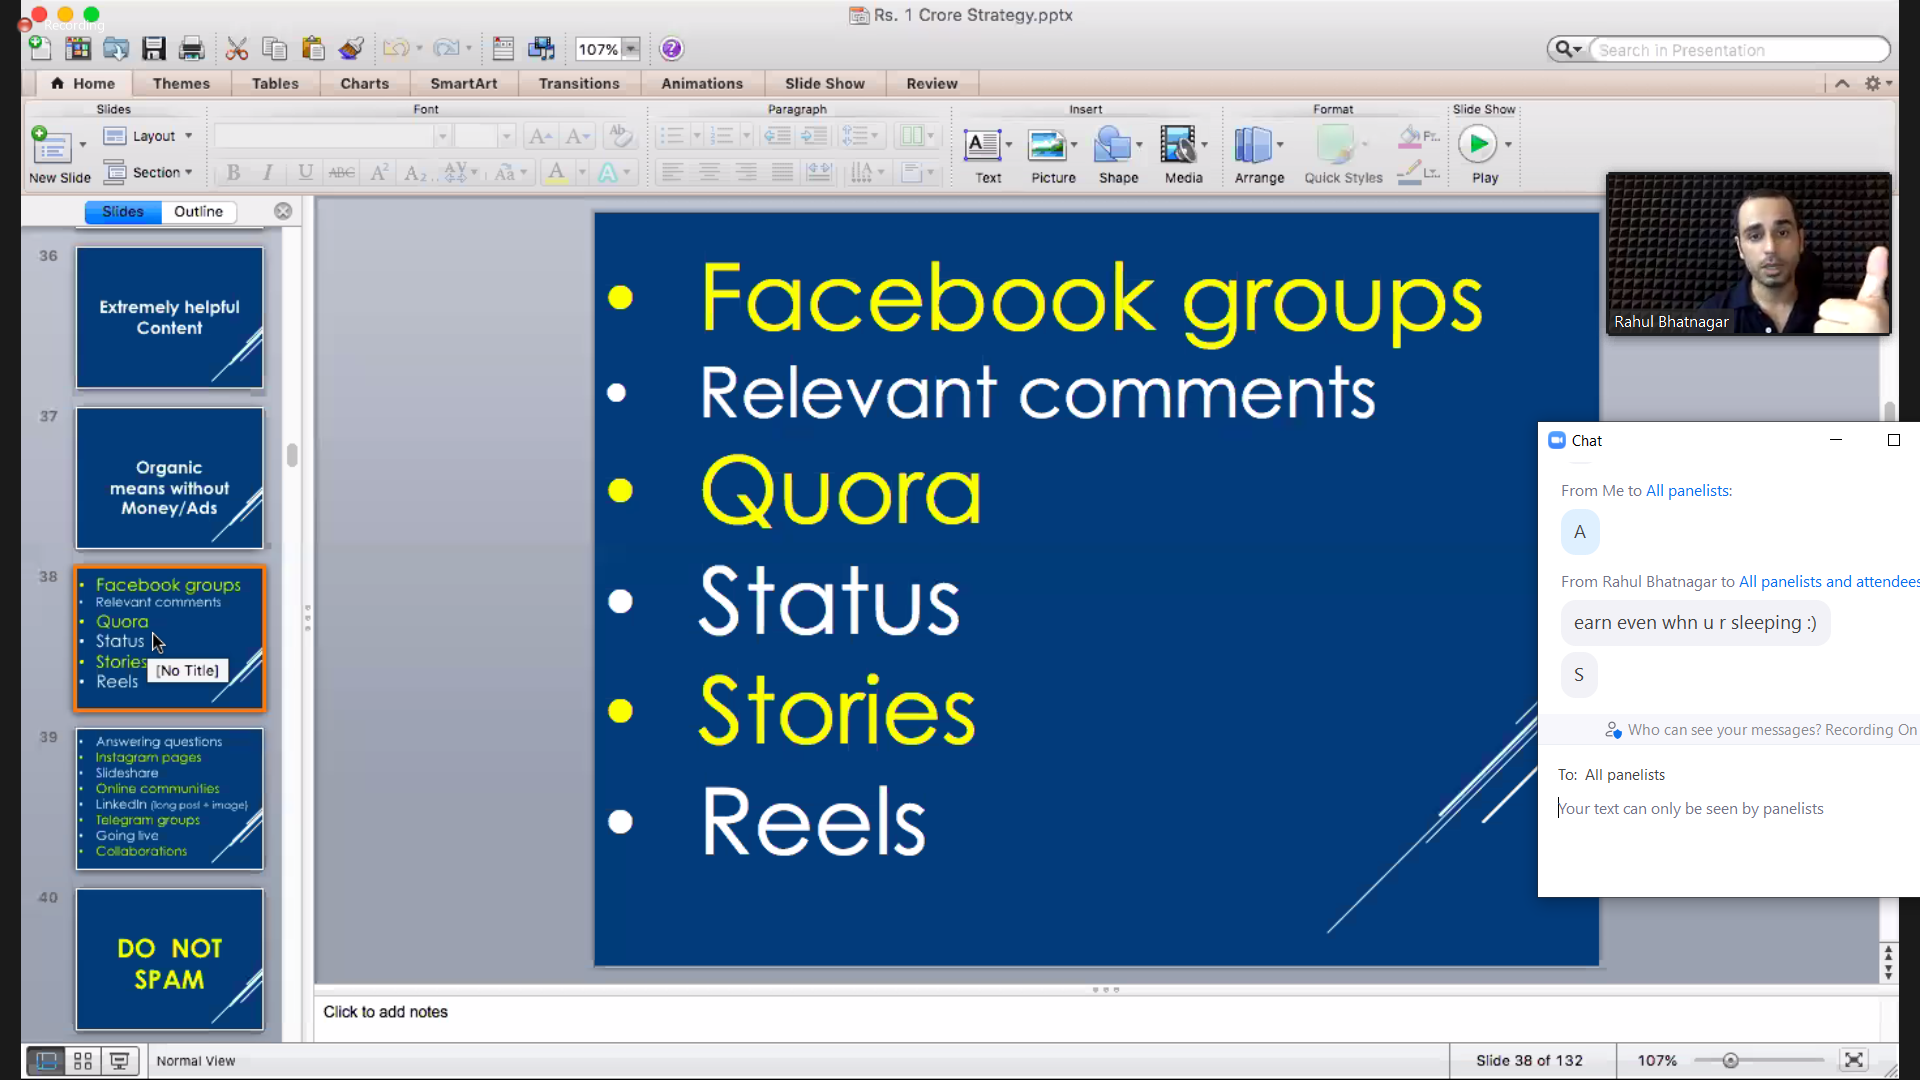 Recording
Rs. 1 Crore Strategy.pptx
107%
Search in Presentation
Home
Themes
Tables
Charts
SmartArt
Transitions
Animations
Slide Show
Review
Slides
Font
Paragraph
Insert
Format
Slide Show
New Slide
Layout
Section
B I U ABC A² A₂ AV Aa A A
Text
Picture
Shape
Media
Arrange
Quick Styles
Play
Slides
Outline
36
Extremely helpful
Content
37
Organic
means without
Money/Ads
38
• Facebook groups
• Relevant comments
• Quora
• Status
• Stories
• Reels
[No Title]
39
• Answering questions
• Instagram pages
• Slideshare
• Online communities
• LinkedIn (long post + image)
• Telegram groups
• Going live
• Collaborations
40
DO NOT
SPAM
• Facebook groups
• Relevant comments
• Quora
• Status
• Stories
• Reels
Rahul Bhatnagar
Chat
From Me to All panelists:
A
From Rahul Bhatnagar to All panelists and attendees
earn even whn u r sleeping :)
S
Who can see your messages? Recording On
To: All panelists
Your text can only be seen by panelists
Click to add notes
Normal View
Slide 38 of 132
107%